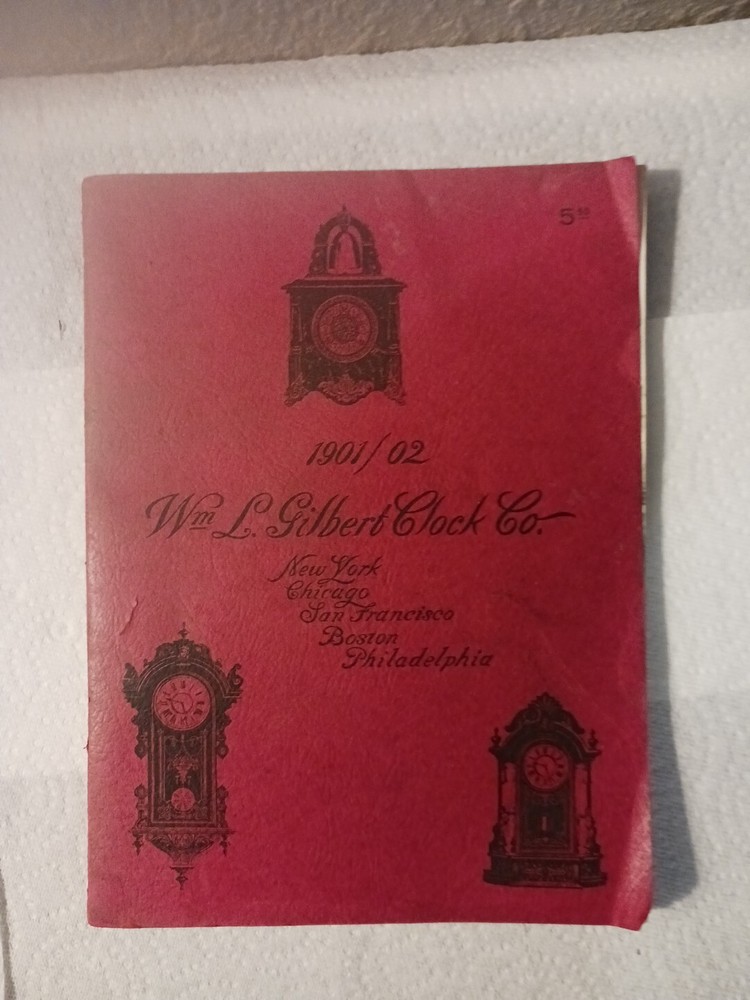 5⁵⁰
1901/02
Wm L. Gilbert Clock Co.
New York
Chicago
San Francisco
Boston
Philadelphia